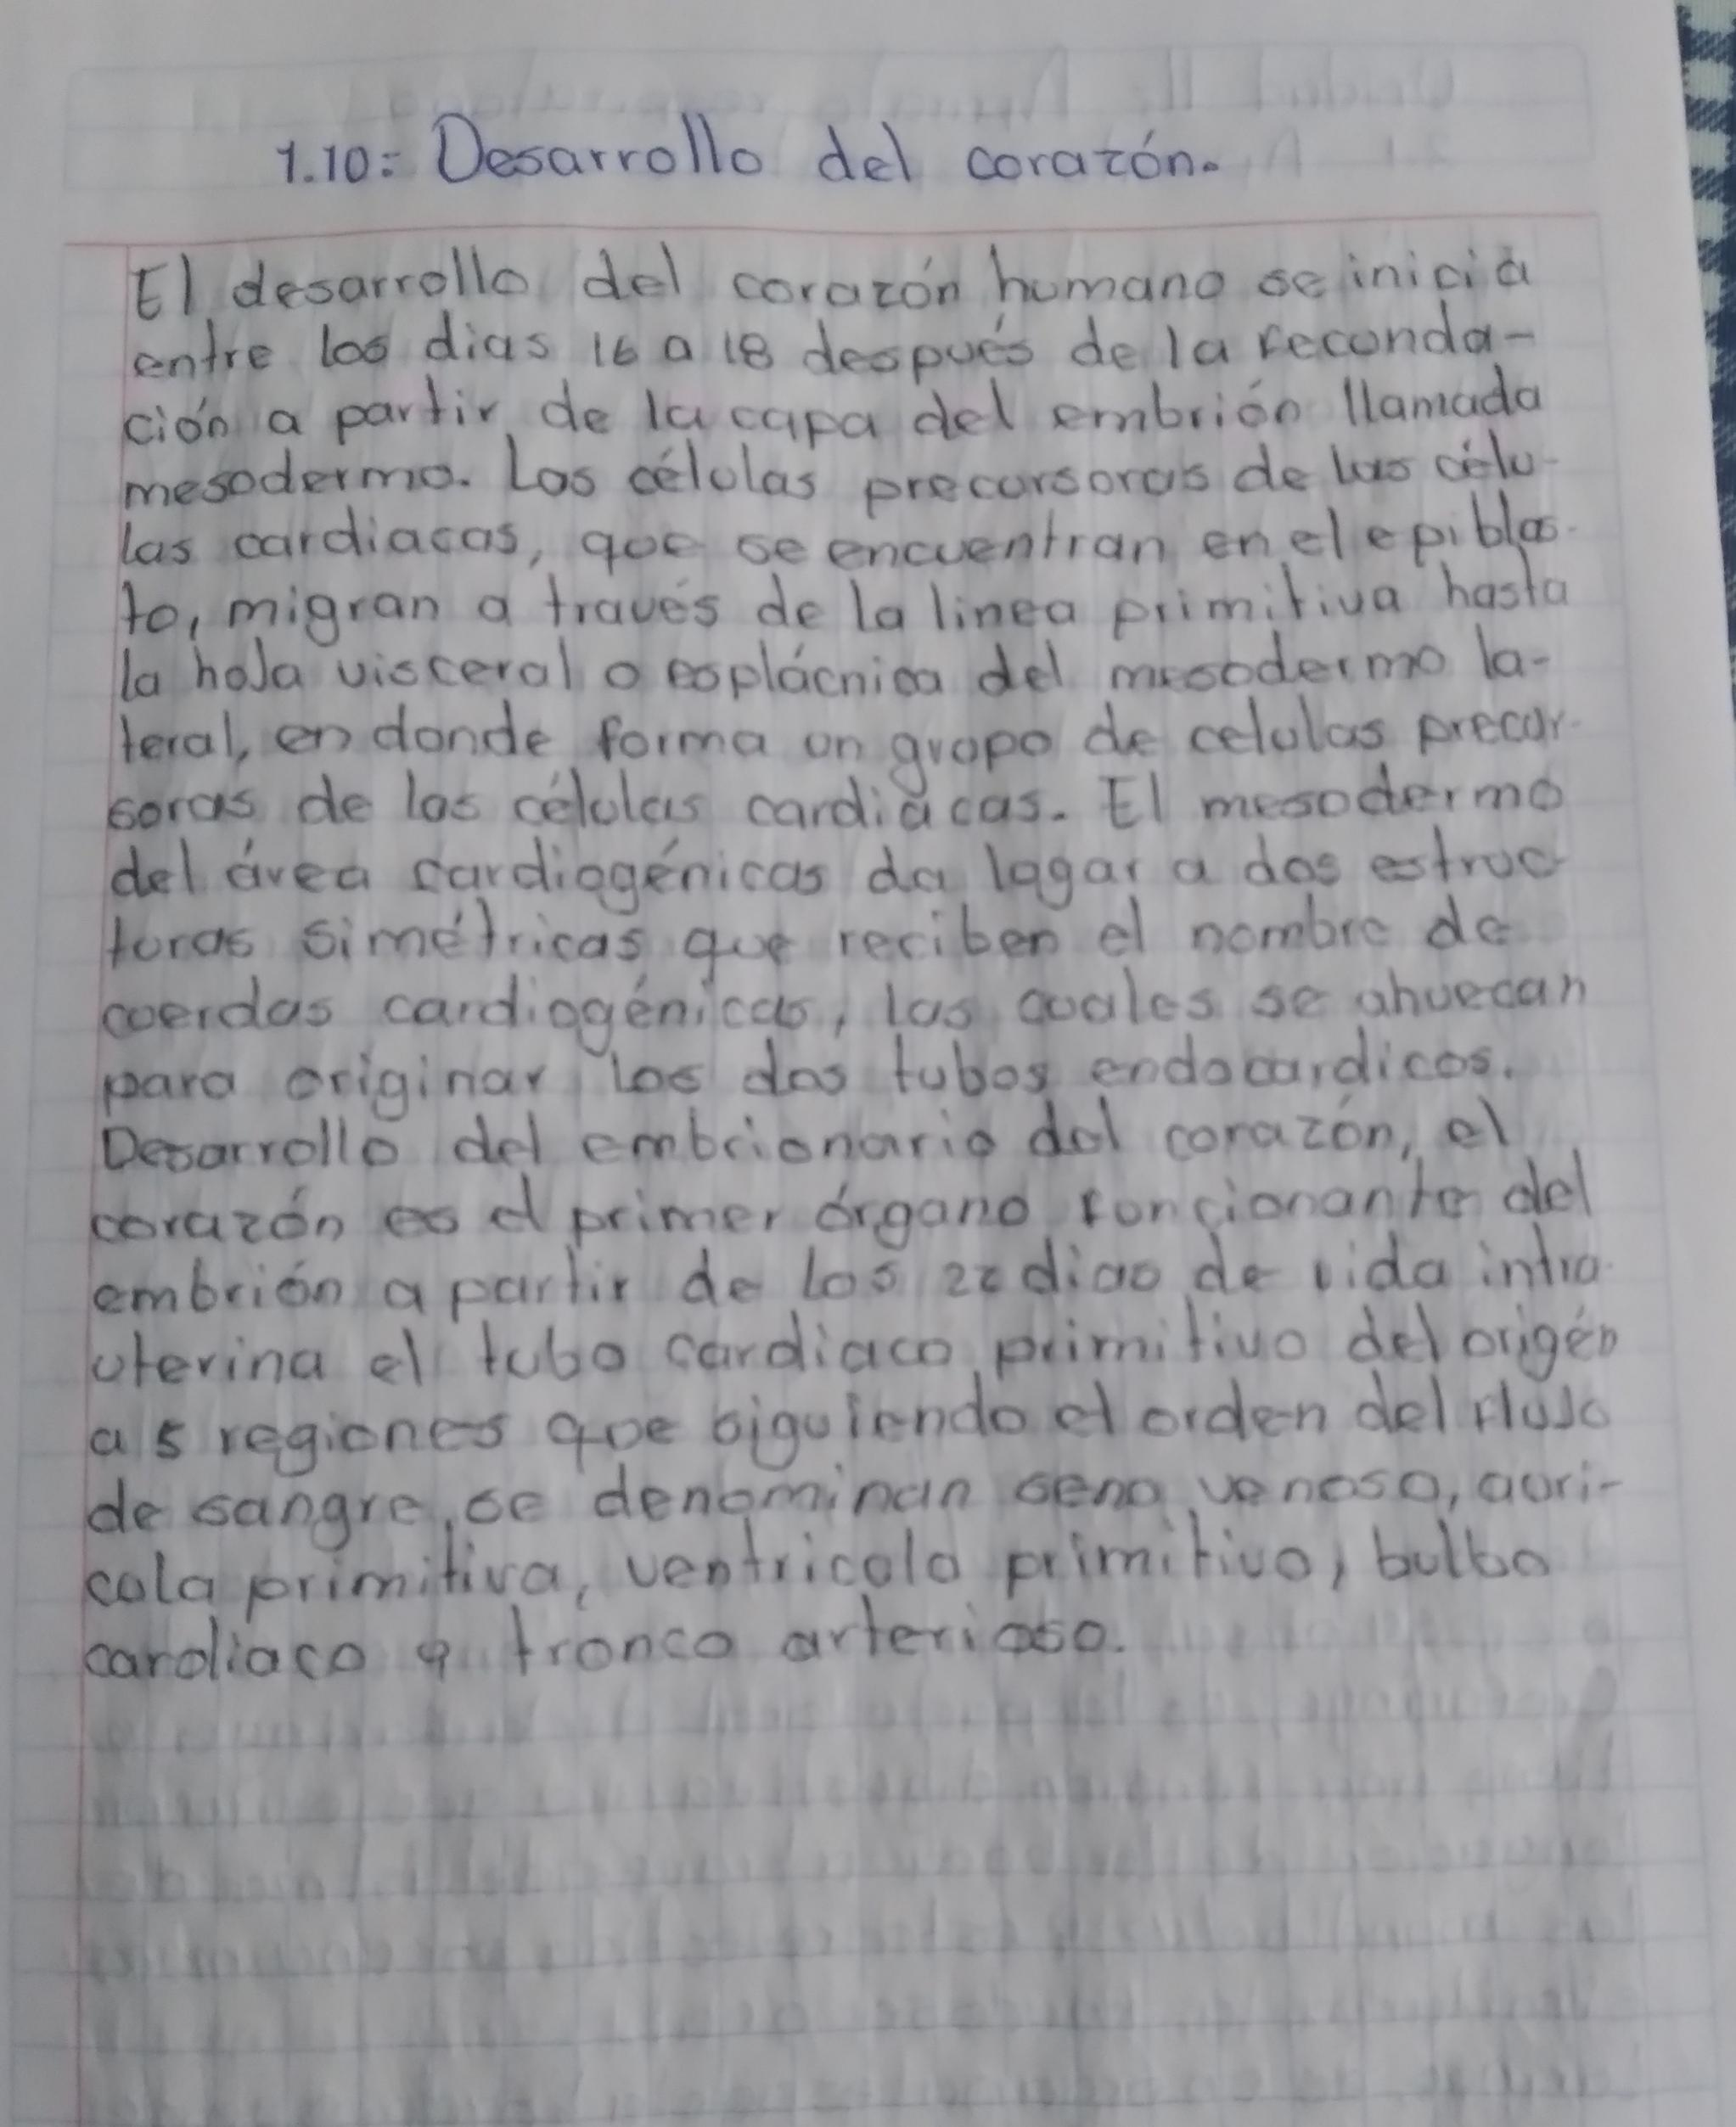 1.10: Desarrollo del corazón.
El desarrollo del corazón humano se inicia
entre los dias 16 a 18 después de la feconda-
ción a partir de la capa del embrión llamada
mesodermo. Las células precursoras de las célu-
las cardiacas, que se encuentran en el epiblas-
to, migran a través de la linea primitiva hasta
la hoja visceral o esplácnica del mesodermo la-
teral, en donde forma un grupo de celulas precur-
soras de las células cardiacas. El mesodermo
del área cardiogénicas da lugar a dos estruc-
turas simétricas que reciben el nombre de
cuerdas cardiogénicas, las cuales se ahuecan
para originar los dos tubos endocardicos.
Desarrollo del embrionario del corazón, el
corazón es el primer órgano funcionante del
embrión a partir de los 22 dias de vida intra-
uterina el tubo cardiaco primitivo del origén
a 5 regiones que siguiendo el orden del flujo
de sangre, se denominan seno venoso, auri-
cula primitiva, ventriculo primitivo, bulbo
cardiaco y tronco arterioso.